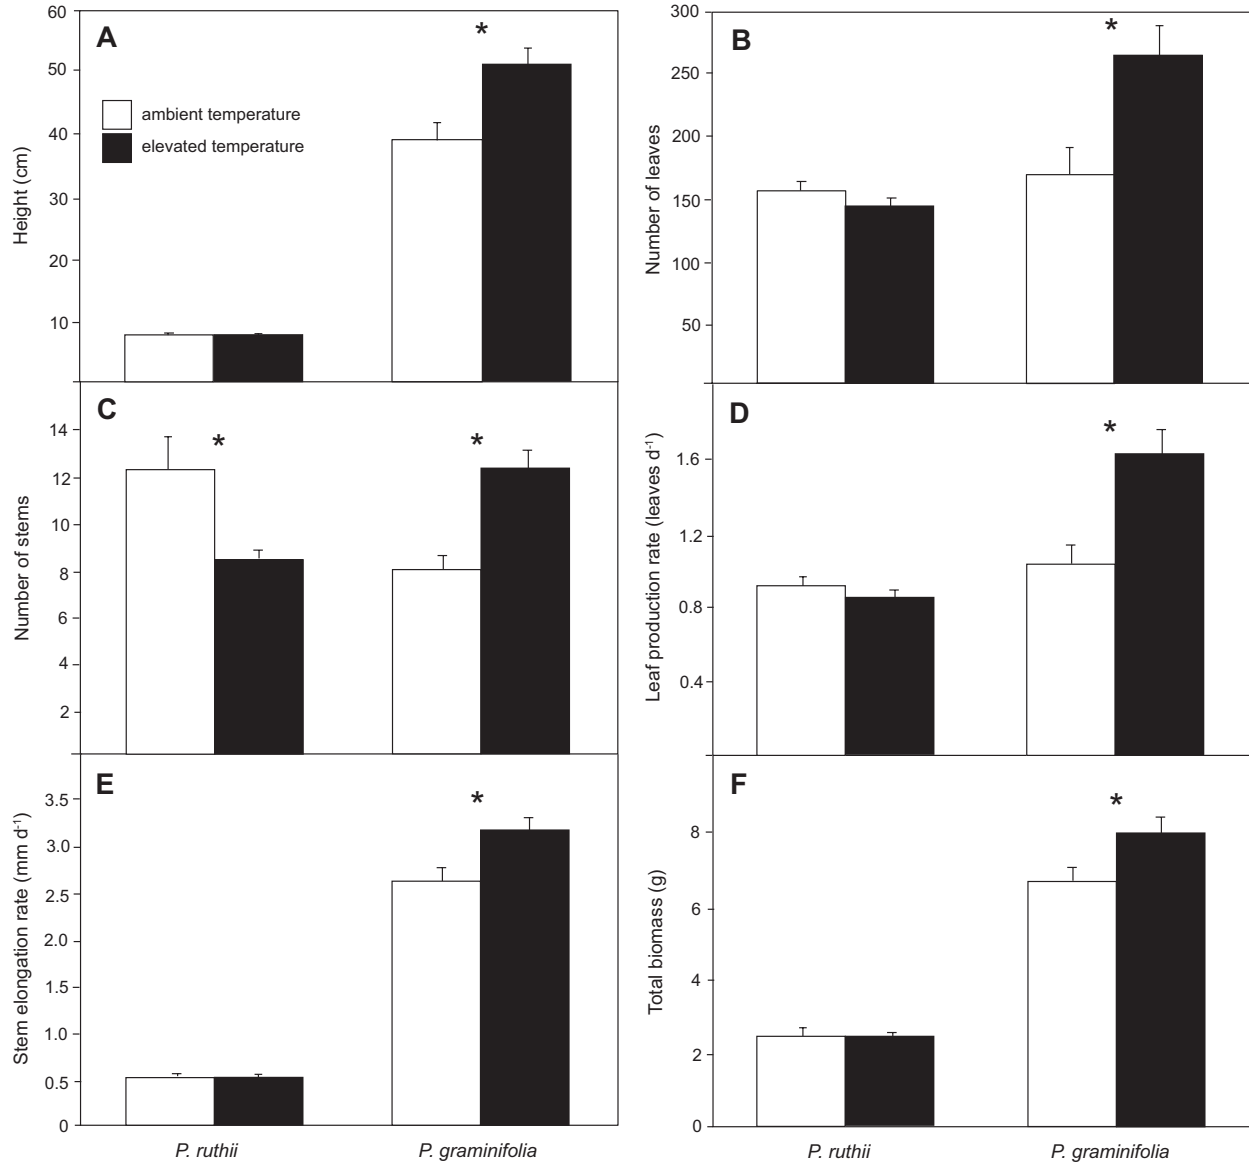 A
60
50
40
30
20
10
Height (cm)
ambient temperature
elevated temperature
*
B
300
250
200
150
100
50
Number of leaves
*
C
14
12
10
8
6
4
2
Number of stems
*
*
D
1.6
1.2
0.8
0.4
Leaf production rate (leaves d-1)
*
E
3.5
3.0
2.5
2.0
1.5
1.0
0.5
0
Stem elongation rate (mm d-1)
*
P. ruthii
P. graminifolia
F
8
6
4
2
0
Total biomass (g)
*
P. ruthii
P. graminifolia